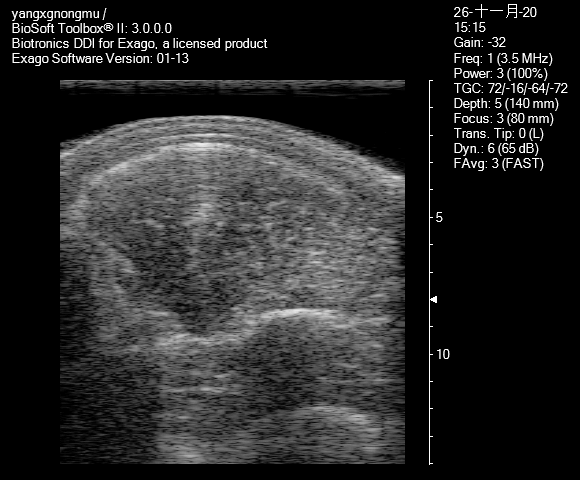 yangxgnongmu /
BioSoft Toolbox® II: 3.0.0.0
Biotronics DDI for Exago, a licensed product
Exago Software Version: 01-13
26-十一月-20
15:15
Gain: -32
Freq: 1 (3.5 MHz)
Power: 3 (100%)
TGC: 72/-16/-64/-72
Depth: 5 (140 mm)
Focus: 3 (80 mm)
Trans. Tip: 0 (L)
Dyn.: 6 (65 dB)
FAvg: 3 (FAST)
5
10